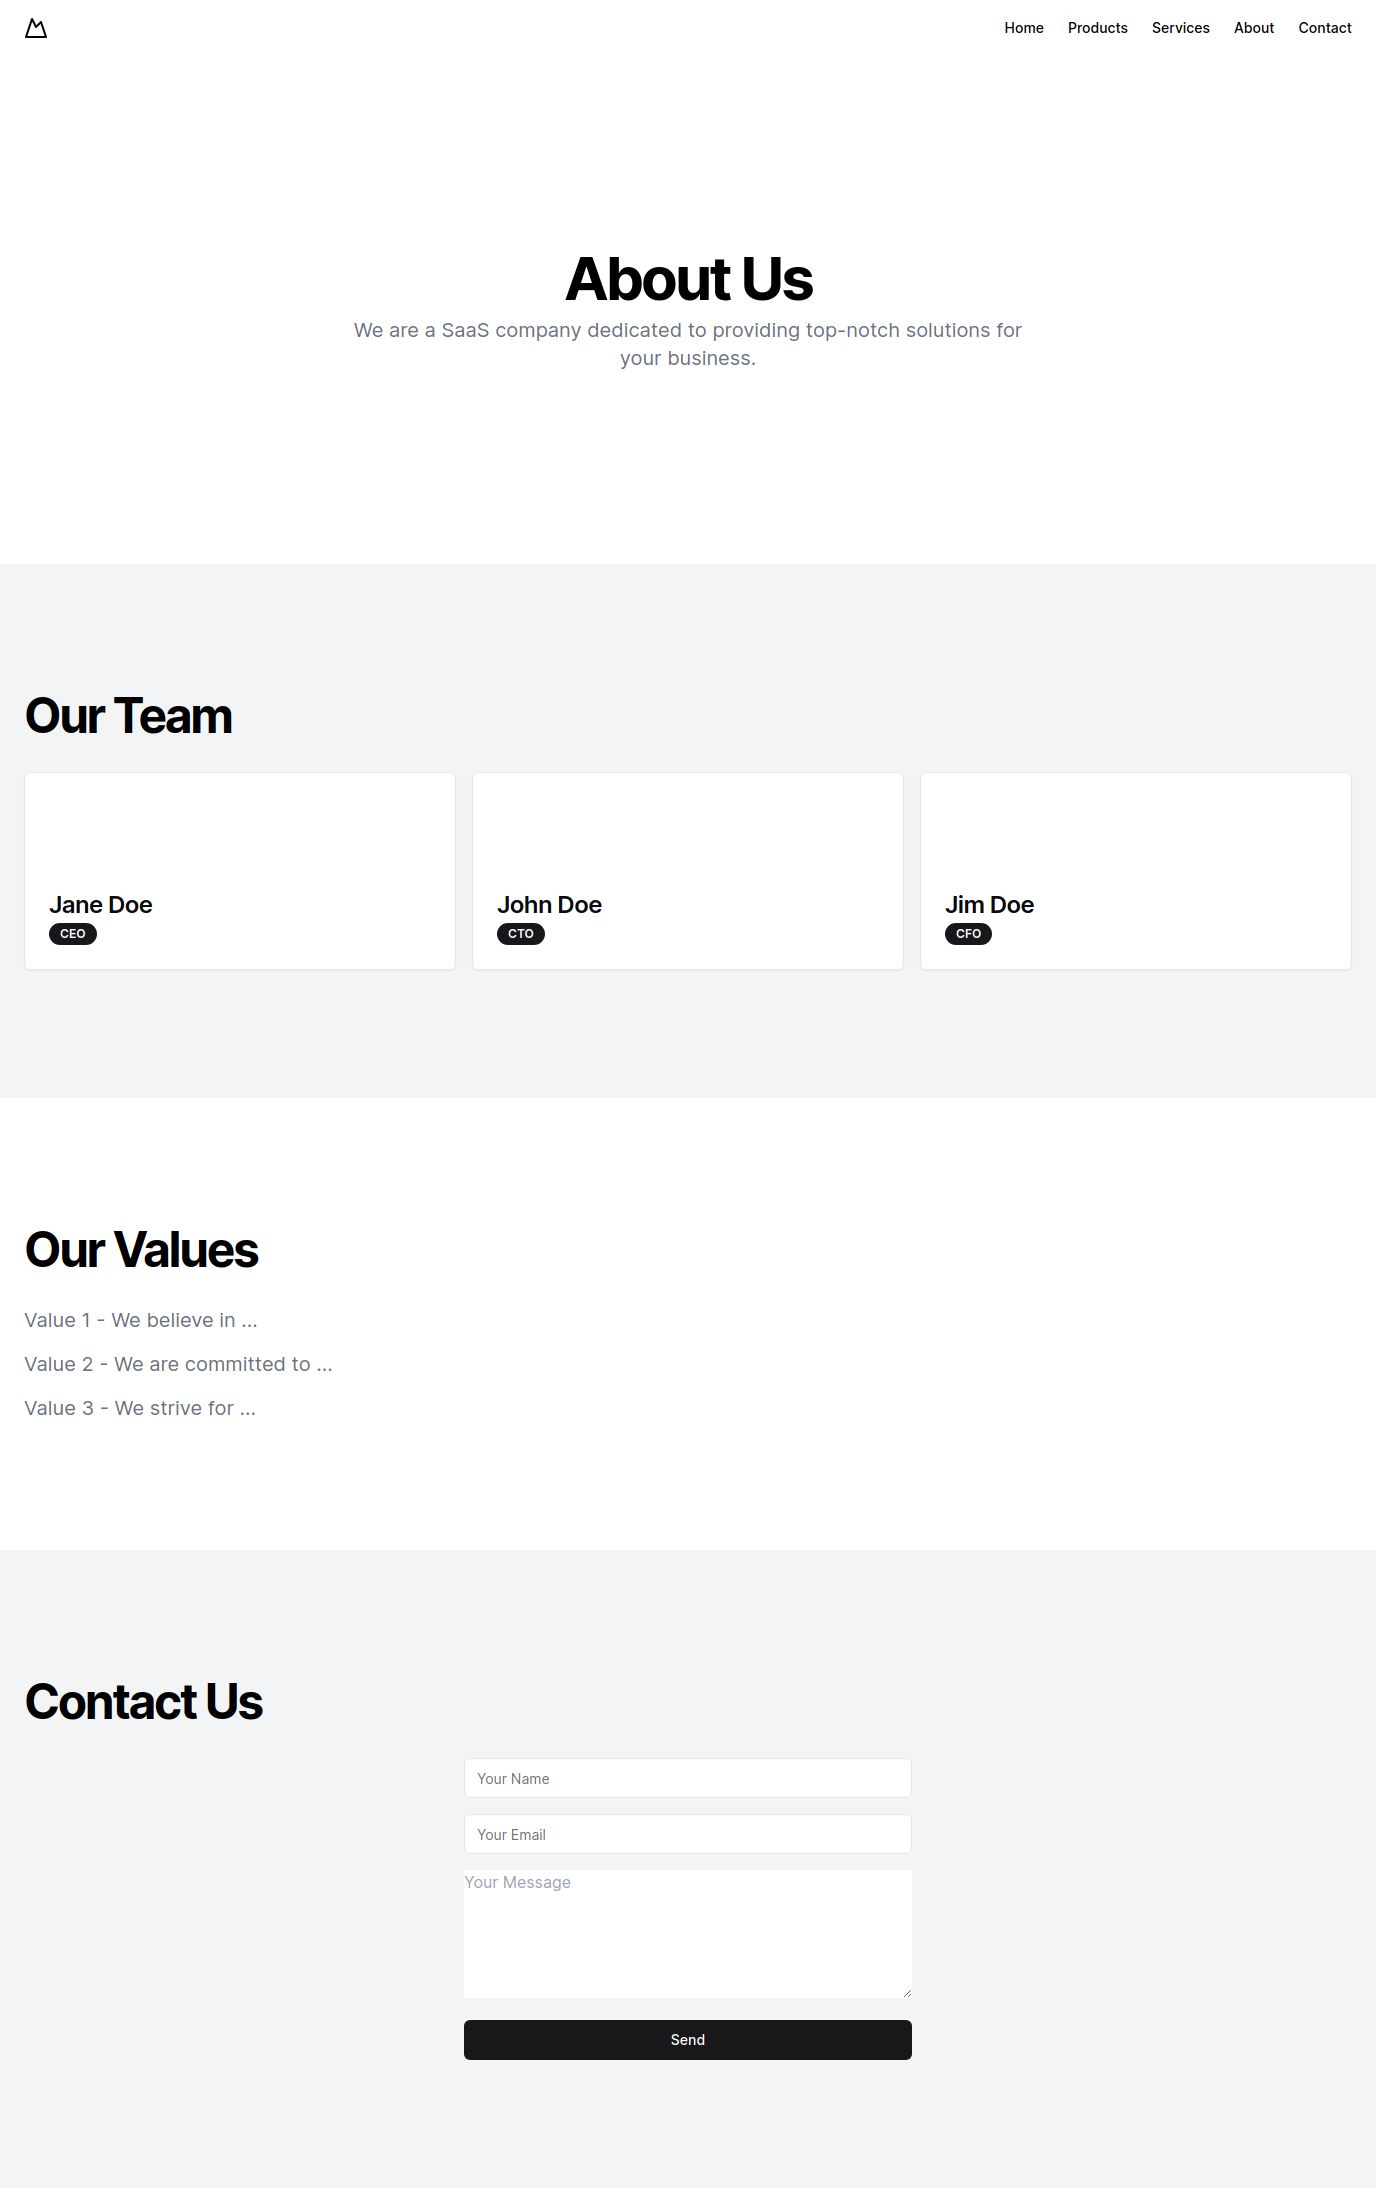 Home Products Services About Contact
About Us
We are a SaaS company dedicated to providing top-notch solutions for
your business.
Our Team
Jane Doe
CEO
John Doe
CTO
Jim Doe
CFO
Our Values
Value 1 - We believe in ...
Value 2 - We are committed to ...
Value 3 - We strive for ...
Contact Us
Your Name
Your Email
Your Message
Send